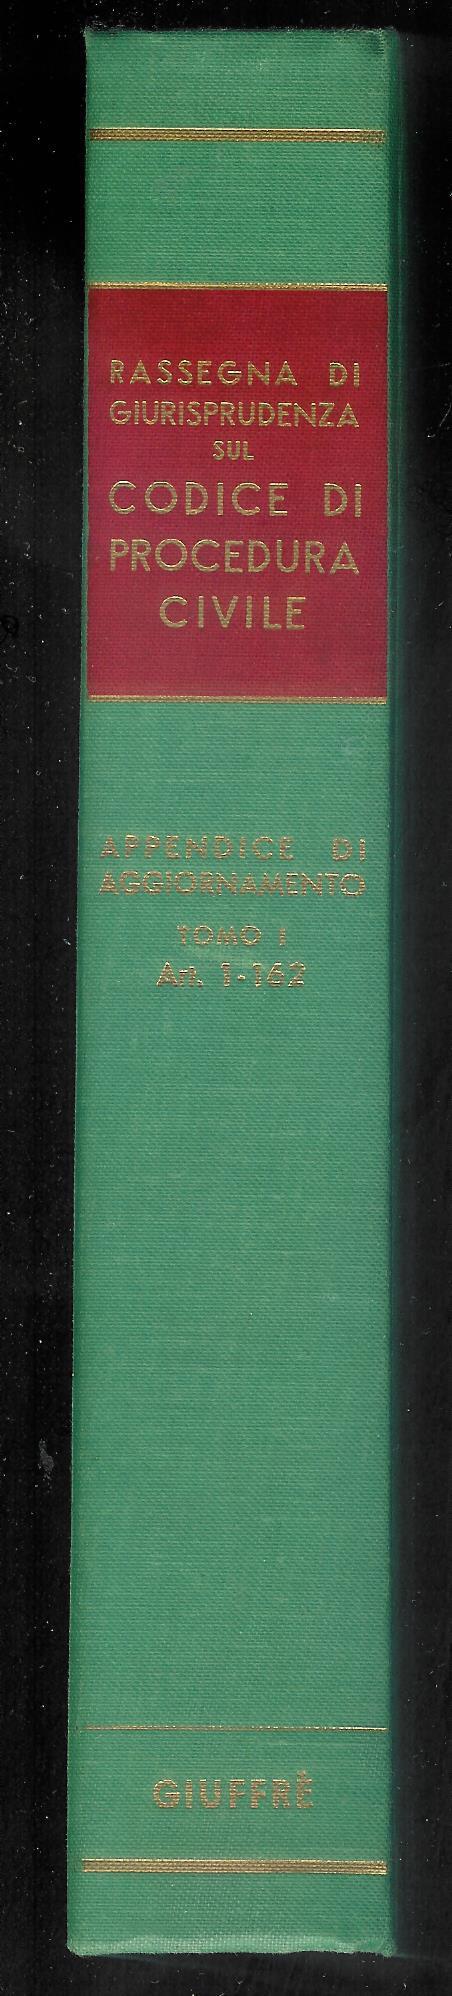 RASSEGNA DI
GIURISPRUDENZA
SUL
CODICE DI
PROCEDURA
CIVILE
APPENDICE DI
AGGIORNAMENTO
TOMO I
Art. 1-162
GIUFFRÈ